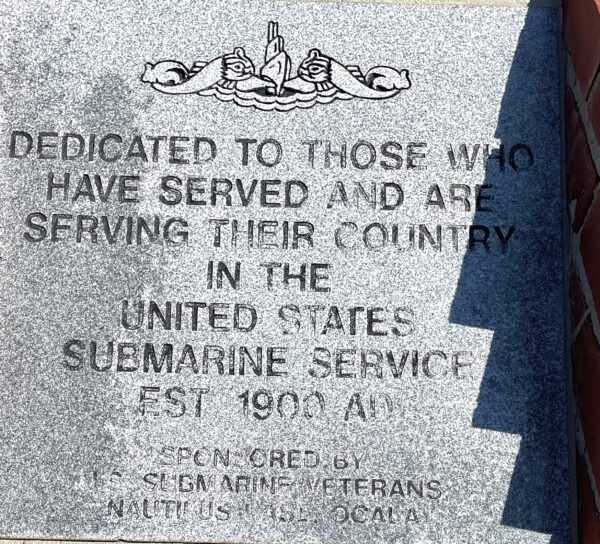 DEDICATED TO THOSE WHO
HAVE SERVED AND ARE
SERVING THEIR COUNTRY
IN THE
UNITED STATES
SUBMARINE SERVICE
EST 1900 AD
SPONSORED BY
U.S. SUBMARINE VETERANS
NAUTILUS BASE, OCALA